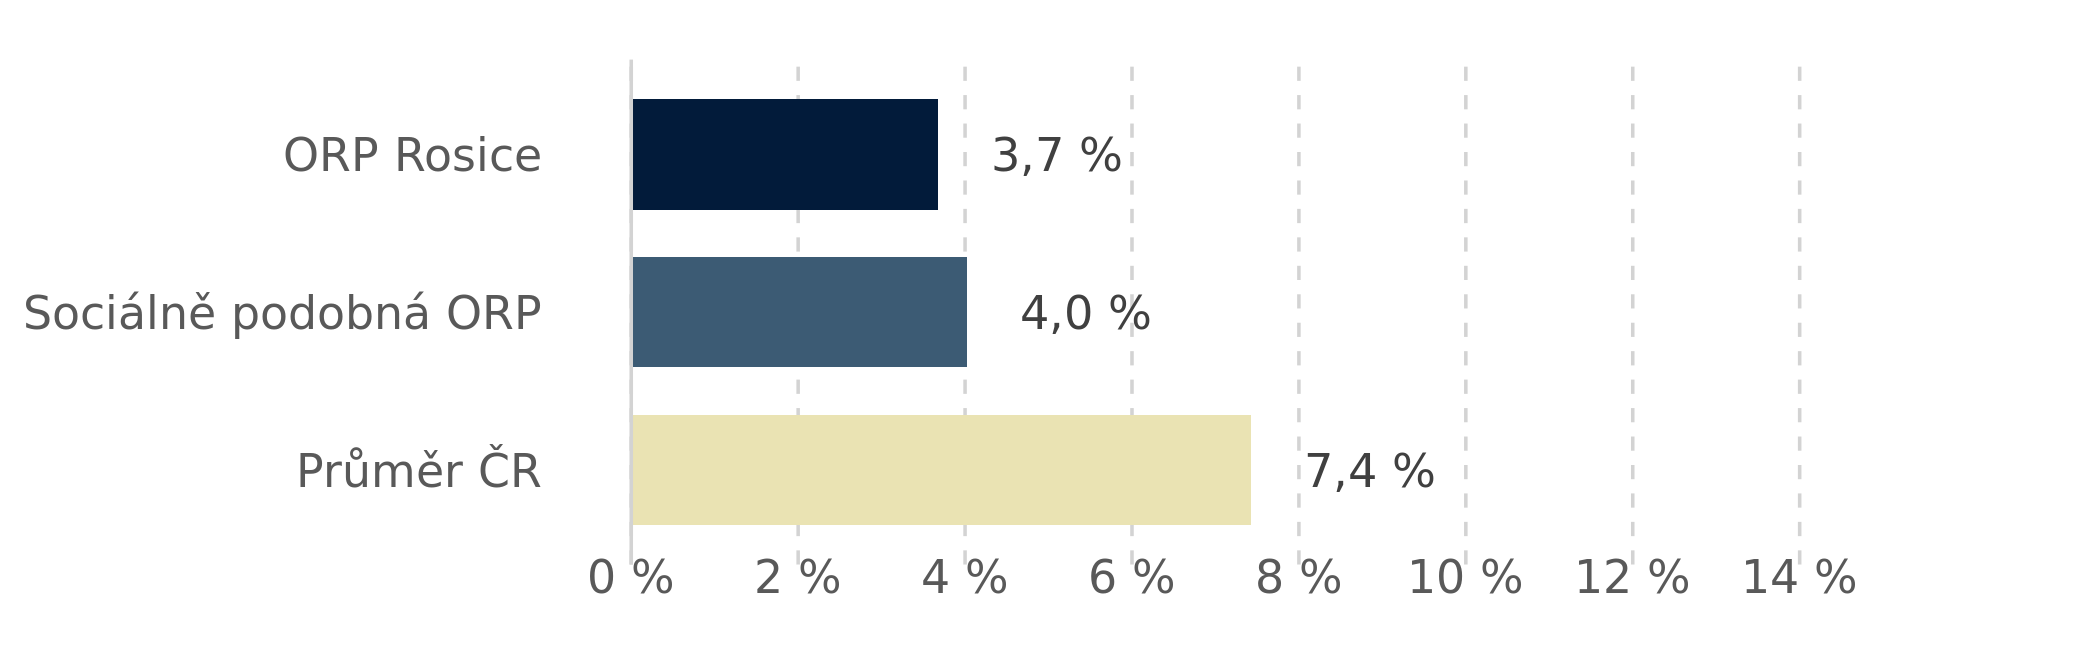 ORP Rosice 3,7 %
Sociálně podobná ORP 4,0 %
Průměr ČR 7,4 %
0 % 2 % 4 % 6 % 8 % 10 % 12 % 14 %